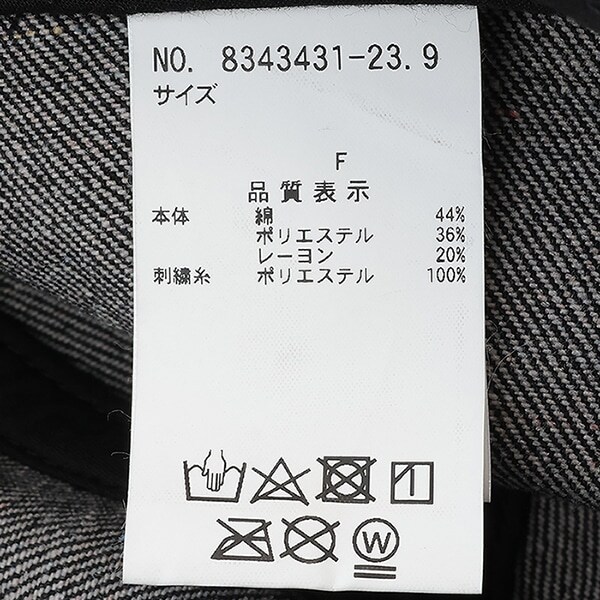 NO. 8343431-23.9
サイズ
F
品質表示
本体 綿 44%
ポリエステル 36%
レーヨン 20%
刺繍糸 ポリエステル 100%
W